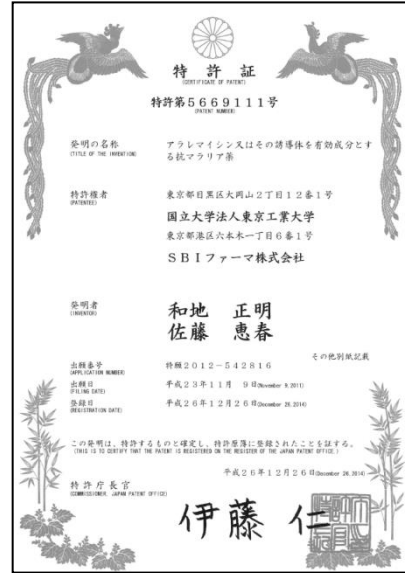 特許証
(CERTIFICATE OF PATENT)
特許第5669111号
(PATENT NUMBER)
発明の名称
(TITLE OF THE INVENTION)
アラレマイシン又はその誘導体を有効成分とす
る抗マラリア薬
特許権者
(PATENTEE)
東京都目黒区大岡山2丁目12番1号
国立大学法人東京工業大学
東京都港区六本木一丁目6番1号
SBIファーマ株式会社
発明者
(INVENTOR)
和地 正明
佐藤 恵春
その他別紙記載
出願番号
(APPLICATION NUMBER)
特願2012-542816
出願日
(FILING DATE)
平成23年11月 9日(November 9,2011)
登録日
(REGISTRATION DATE)
平成26年12月26日(December 26,2014)
この発明は、特許するものと確定し、特許原簿に登録されたことを証する。
(THIS IS TO CERTIFY THAT THE PATENT IS REGISTERED ON THE REGISTER OF THE JAPAN PATENT OFFICE.)
平成26年12月26日(December 26,2014)
特許庁長官
(COMMISSIONER, JAPAN PATENT OFFICE)
伊藤 仁